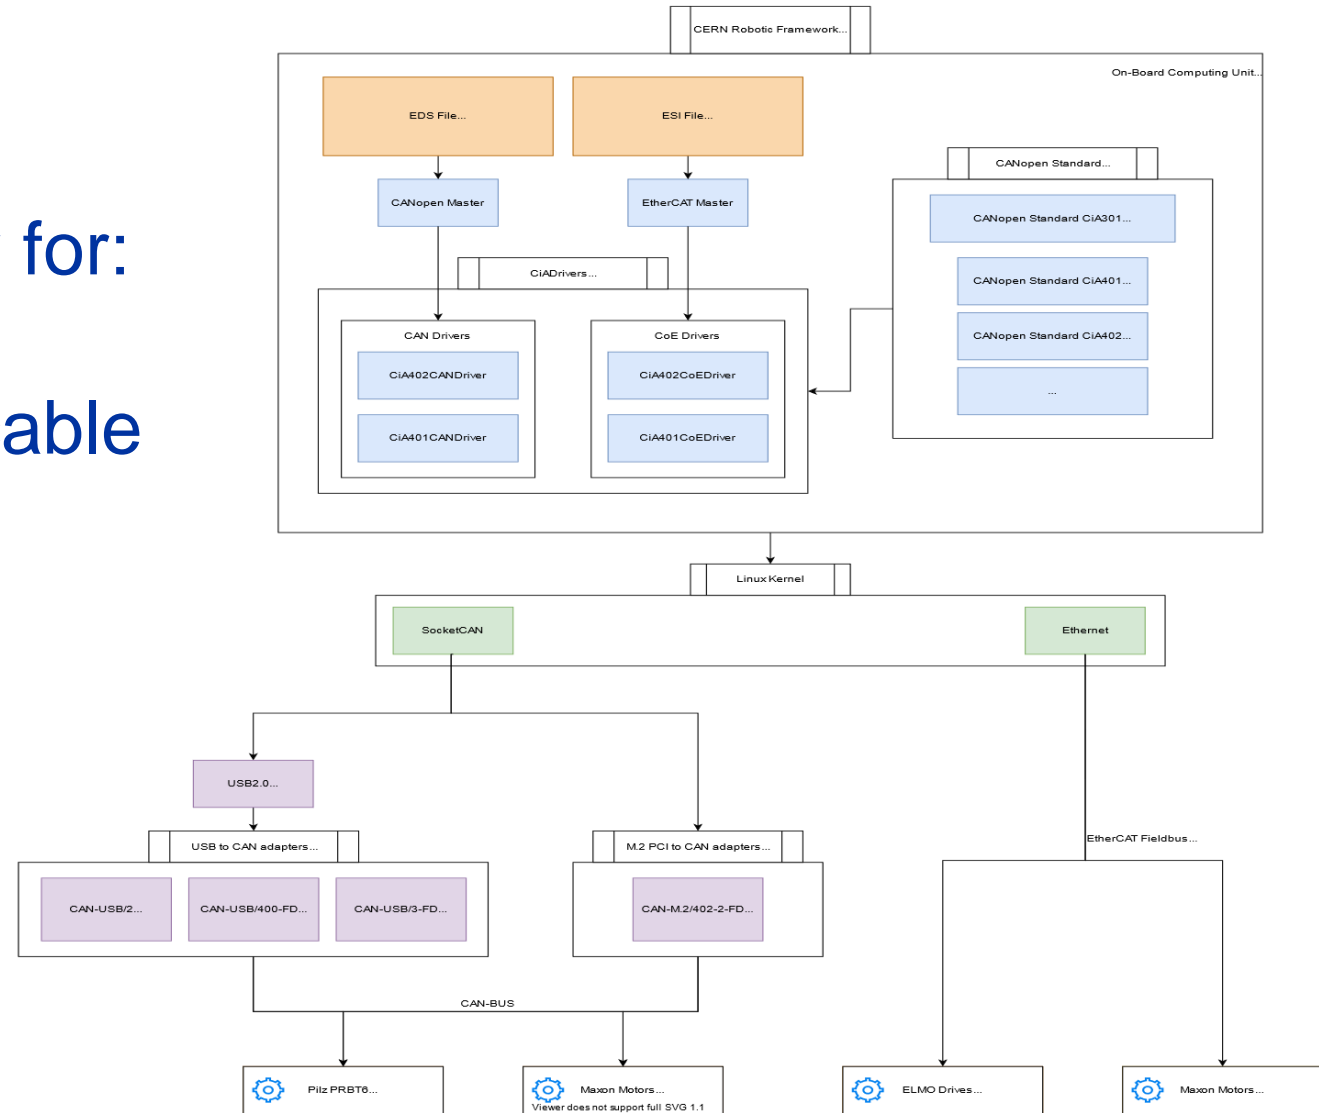 CERN Robotic Framework...
On-Board Computing Unit...
EDS File...
ESI File...
CANopen Standard...
CANopen Master
EtherCAT Master
CANopen Standard CiA301...
for:
CiADrivers...
CANopen Standard CiA401...
CAN Drivers
CoE Drivers
CANopen Standard CiA402...
CiA402CANDriver
CiA402CoEDriver
...
able
CiA401CANDriver
CiA401CoEDriver
Linux Kernel
SocketCAN
Ethernet
USB2.0...
EtherCAT Fieldbus...
USB to CAN adapters...
M.2 PCI to CAN adapters...
CAN-USB/2...
CAN-USB/400-FD...
CAN-USB/3-FD...
CAN-M.2/402-2-FD...
CAN-BUS
Pilz PRBT6...
Maxon Motors...
ELMO Drives...
Maxon Motors...
Viewer does not support full SVG 1.1